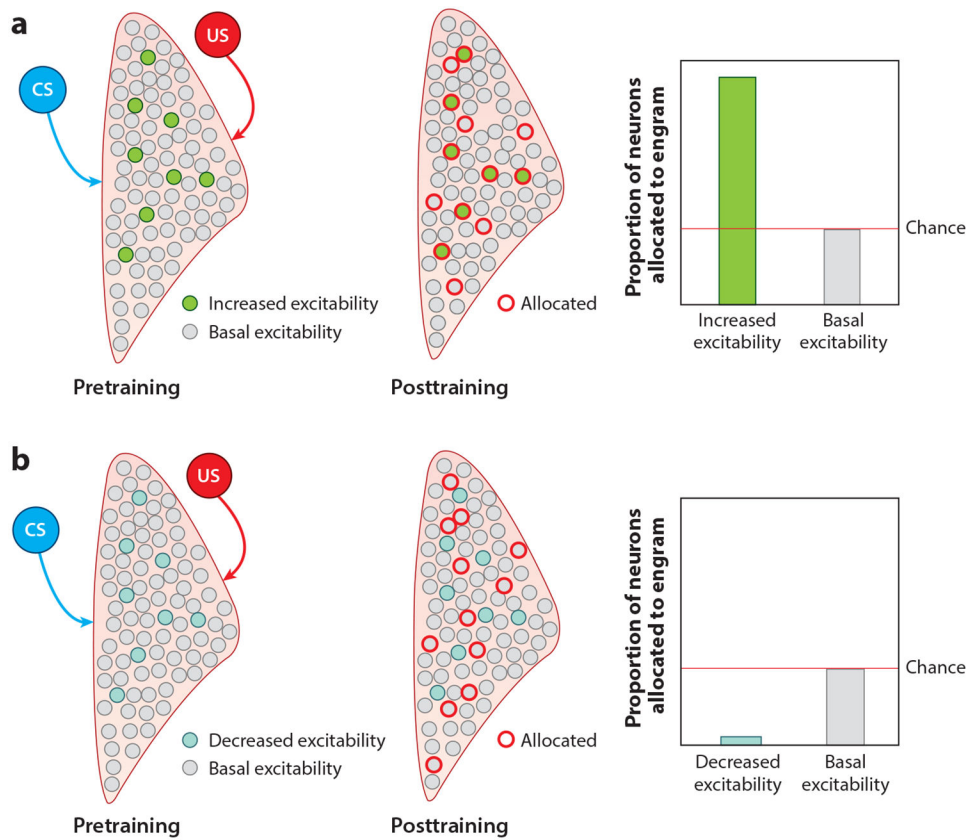 a
US
CS
Increased excitability
Basal excitability
Pretraining
Allocated
Posttraining
Proportion of neurons
allocated to engram
Chance
Increased
excitability
Basal
excitability
b
US
CS
Decreased excitability
Basal excitability
Pretraining
Allocated
Posttraining
Proportion of neurons
allocated to engram
Chance
Decreased
excitability
Basal
excitability